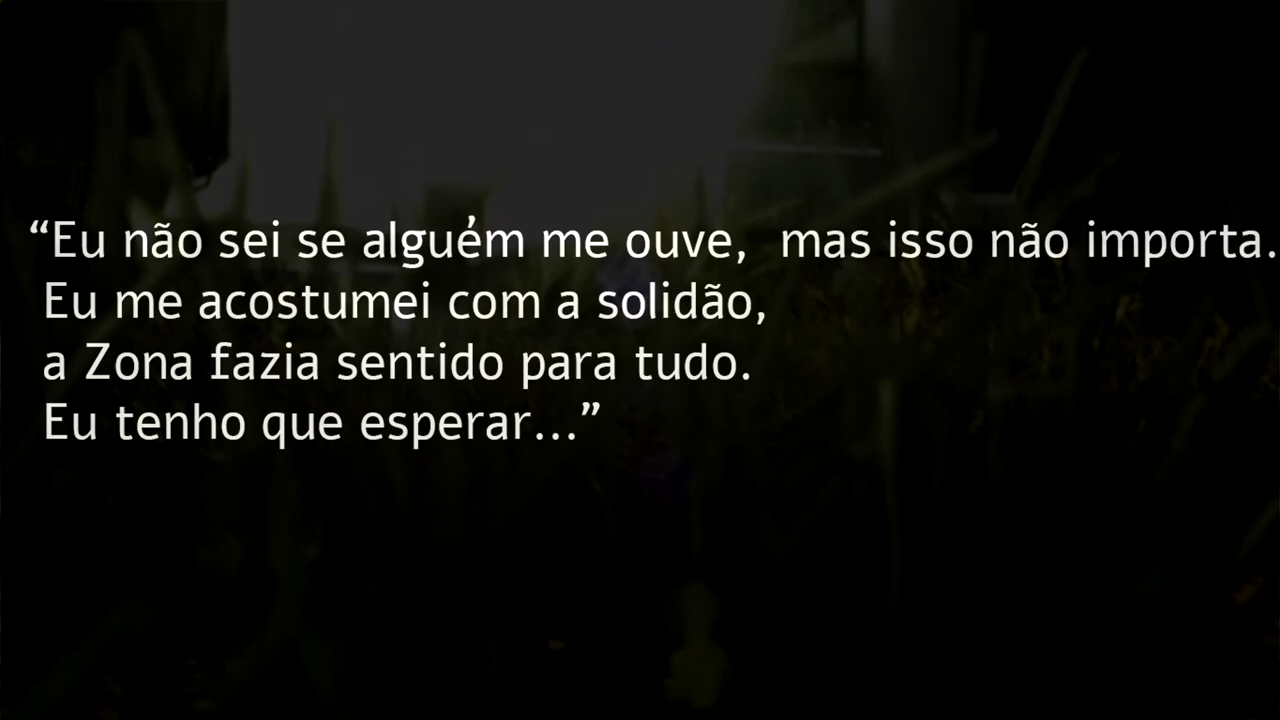 “Eu não sei se alguém me ouve,  mas isso não importa.
Eu me acostumei com a solidão,
a Zona fazia sentido para tudo.
Eu tenho que esperar...”